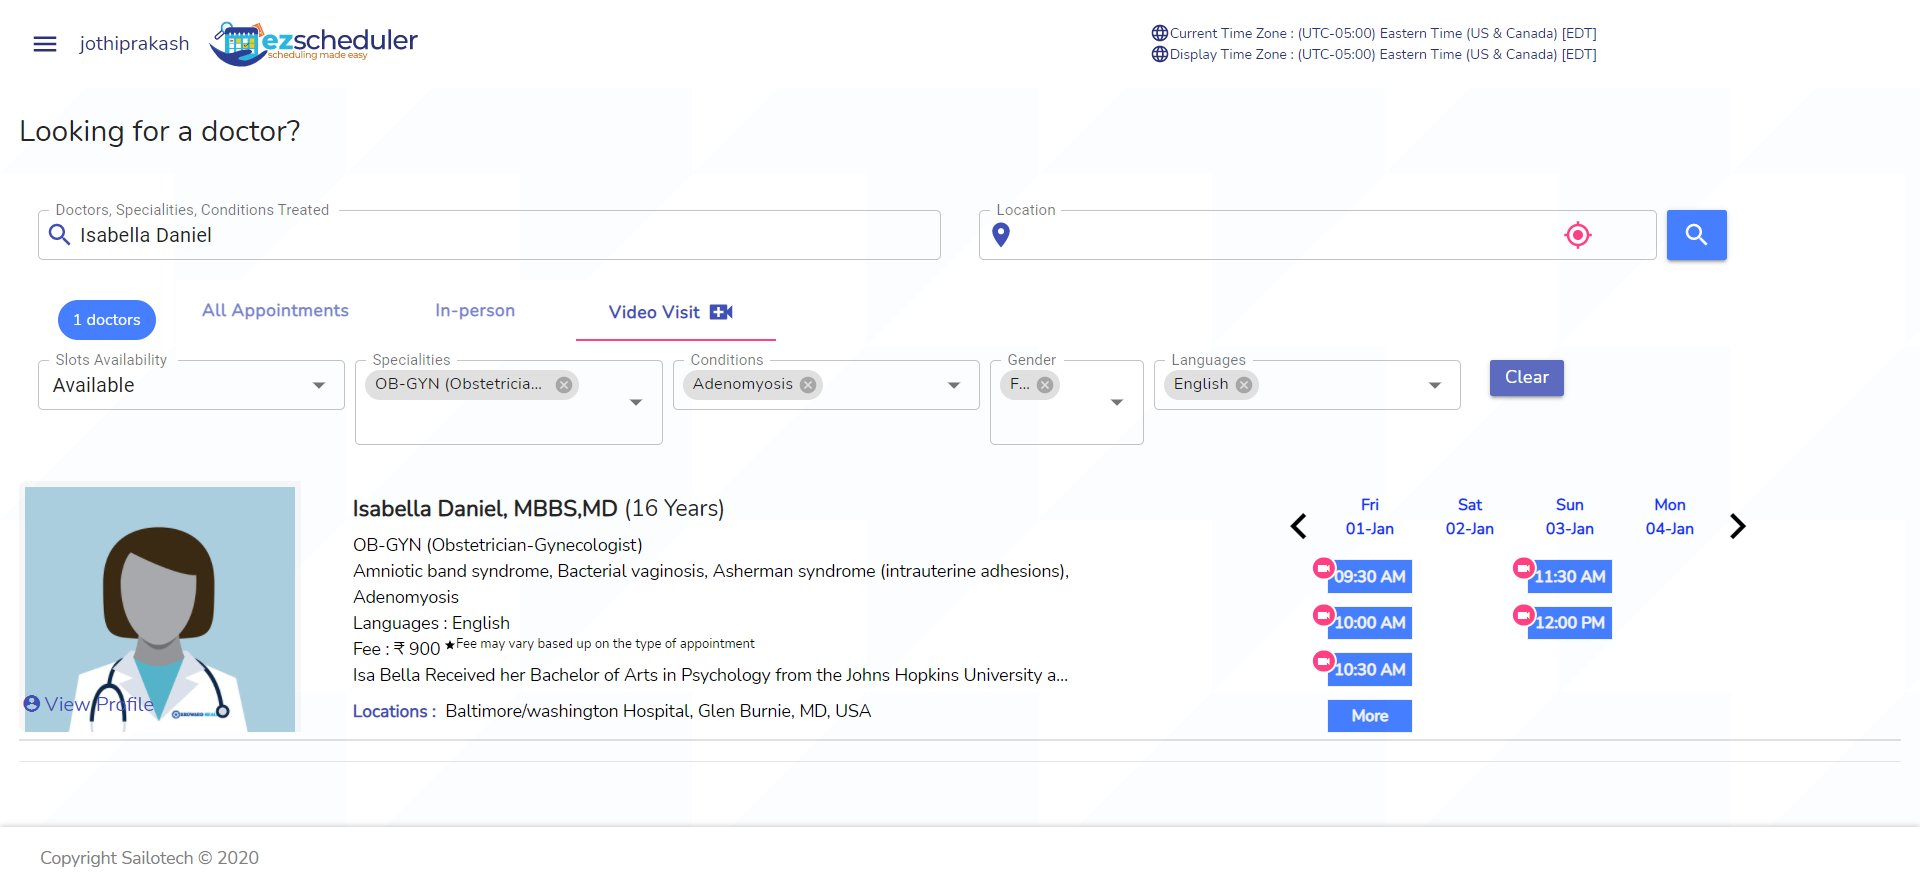 jothiprakash
ezscheduler
scheduling made easy
Current Time Zone : (UTC-05:00) Eastern Time (US & Canada) [EDT]
Display Time Zone : (UTC-05:00) Eastern Time (US & Canada) [EDT]
Looking for a doctor?
Doctors, Specialities, Conditions Treated
Isabella Daniel
Location
1 doctors
All Appointments
In-person
Video Visit
Slots Availability
Available
Specialities
OB-GYN (Obstetricia...
Conditions
Adenomyosis
Gender
F...
Languages
English
Clear
View Profile
Isabella Daniel, MBBS,MD (16 Years)
OB-GYN (Obstetrician-Gynecologist)
Amniotic band syndrome, Bacterial vaginosis, Asherman syndrome (intrauterine adhesions),
Adenomyosis
Languages : English
Fee : ₹ 900 ★Fee may vary based up on the type of appointment
Isa Bella Received her Bachelor of Arts in Psychology from the Johns Hopkins University a...
Locations : Baltimore/washington Hospital, Glen Burnie, MD, USA
Fri
01-Jan
Sat
02-Jan
Sun
03-Jan
Mon
04-Jan
09:30 AM
11:30 AM
10:00 AM
12:00 PM
10:30 AM
More
Copyright Sailotech © 2020